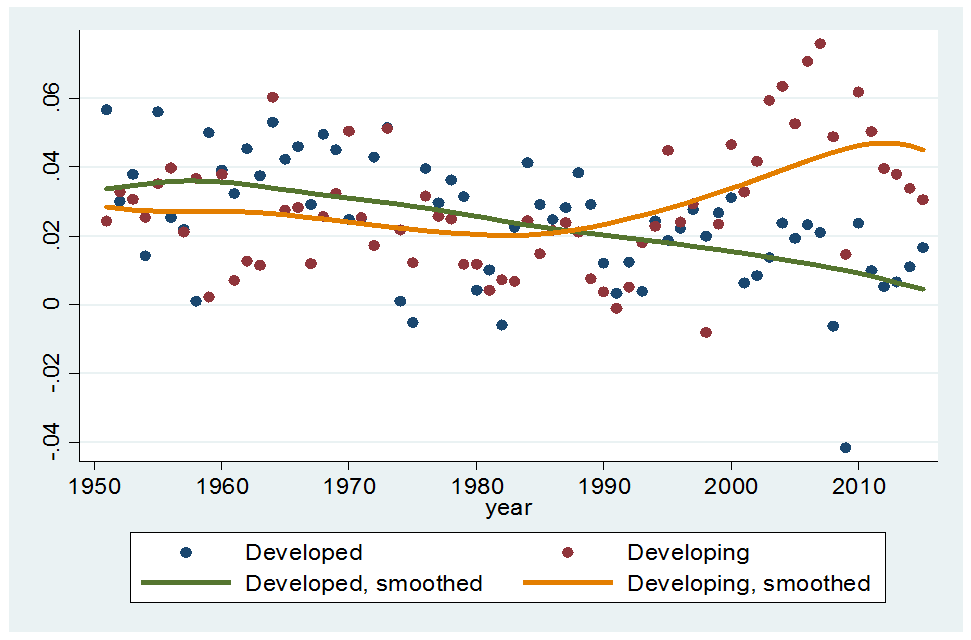 .06
.04
.02
0
-.02
-.04
1950 1960 1970 1980 1990 2000 2010
year
Developed Developing
Developed, smoothed Developing, smoothed